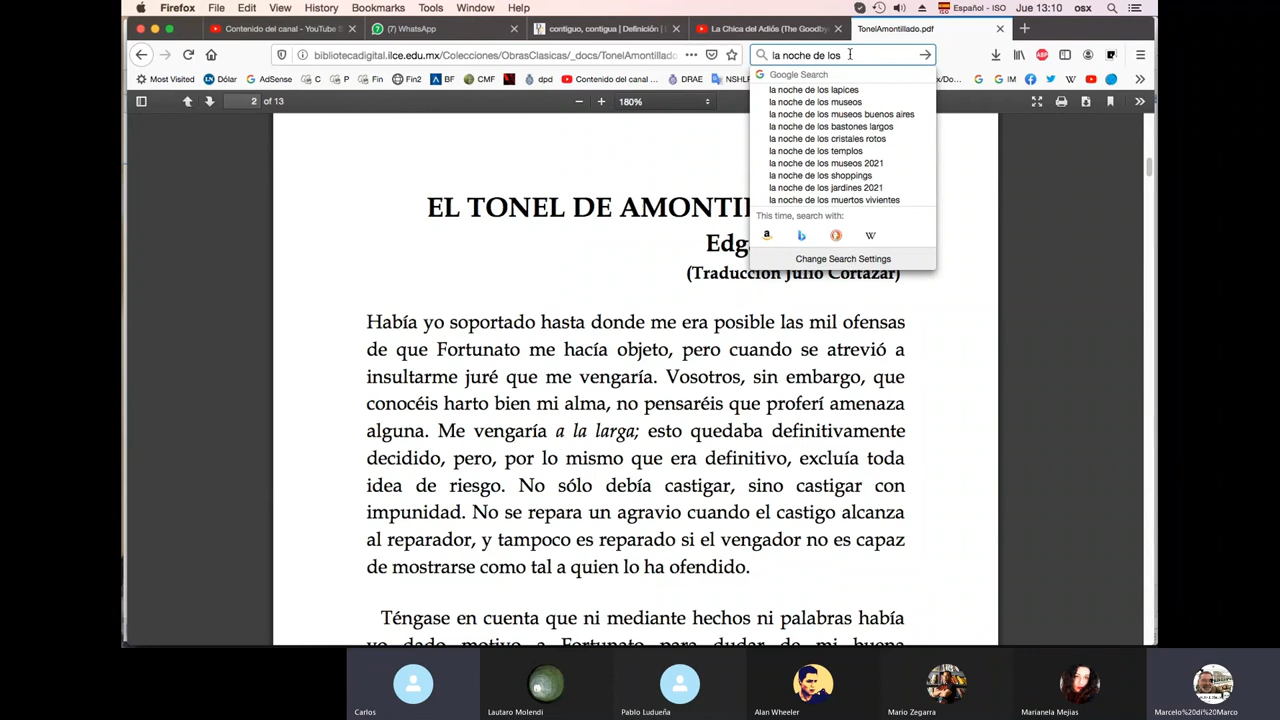 Firefox File Edit View History Bookmarks Tools Window Help Español - ISO Jue 13:10 osx
Contenido del canal - YouTube S (7) WhatsApp contiguo, contigua | Definición | La Chica del Adiós (The Goodby TonelAmontillado.pdf
bibliotecadigital.ilce.edu.mx/Colecciones/ObrasClasicas/_docs/TonelAmontillado la noche de los
Most Visited AdSense C P F N BF CMF dpd Contenido del canal ... DRAE NSHLF G IM
Google Search
la noche de los lapices
la noche de los museos
la noche de los museos buenos aires
la noche de los bastones largos
la noche de los cristales rotos
la noche de los templos
la noche de los museos 2021
la noche de los shoppings
la noche de los jardines 2021
la noche de los muertos vivientes
This time, search with:
Change Search Settings
2 of 13 180%
EL TONEL DE AMONTI
Edg
(Traducción Julio Cortázar)
Había yo soportado hasta donde me era posible las mil ofensas
de que Fortunato me hacía objeto, pero cuando se atrevió a
insultarme juré que me vengaría. Vosotros, sin embargo, que
conocéis harto bien mi alma, no pensaréis que proferí amenaza
alguna. Me vengaría a la larga; esto quedaba definitivamente
decidido, pero, por lo mismo que era definitivo, excluía toda
idea de riesgo. No sólo debía castigar, sino castigar con
impunidad. No se repara un agravio cuando el castigo alcanza
al reparador, y tampoco es reparado si el vengador no es capaz
de mostrarse como tal a quien lo ha ofendido.
Téngase en cuenta que ni mediante hechos ni palabras había
yo dado motivo a Fortunato para dudar de mi buena
Carlos Lautaro Molendi Pablo Ludueña Alan Wheeler Mario Zegarra Marianela Mejias Marcelo%20di%20Marco